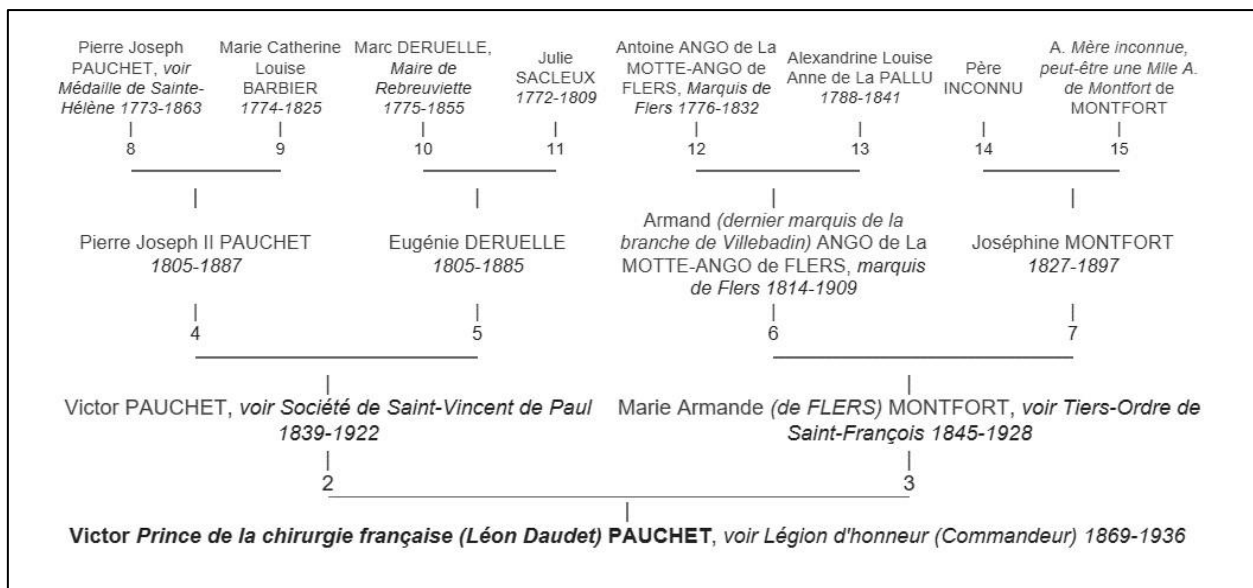 Pierre Joseph
PAUCHET, voir
Médaille de Sainte-
Hélène 1773-1863
Marie Catherine
Louise
BARBIER
1774-1825
Marc DERUELLE,
Maire de
Rebreuviette
1775-1855
Julie
SACLEUX
1772-1809
Antoine ANGO de La
MOTTE-ANGO de
FLERS, Marquis de
Flers 1776-1832
Alexandrine Louise
Anne de La PALLU
1788-1841
Père
INCONNU
A. Mère inconnue,
peut-être une Mlle A.
de Montfort de
MONTFORT
8
9
10
11
12
13
14
15
Pierre Joseph II PAUCHET
1805-1887
Eugénie DERUELLE
1805-1885
Armand (dernier marquis de la
branche de Villebadin) ANGO de La
MOTTE-ANGO de FLERS, marquis
de Flers 1814-1909
Joséphine MONTFORT
1827-1897
4
5
6
7
Victor PAUCHET, voir Société de Saint-Vincent de Paul
1839-1922
Marie Armande (de FLERS) MONTFORT, voir Tiers-Ordre de
Saint-François 1845-1928
2
3
Victor Prince de la chirurgie française (Léon Daudet) PAUCHET, voir Légion d'honneur (Commandeur) 1869-1936